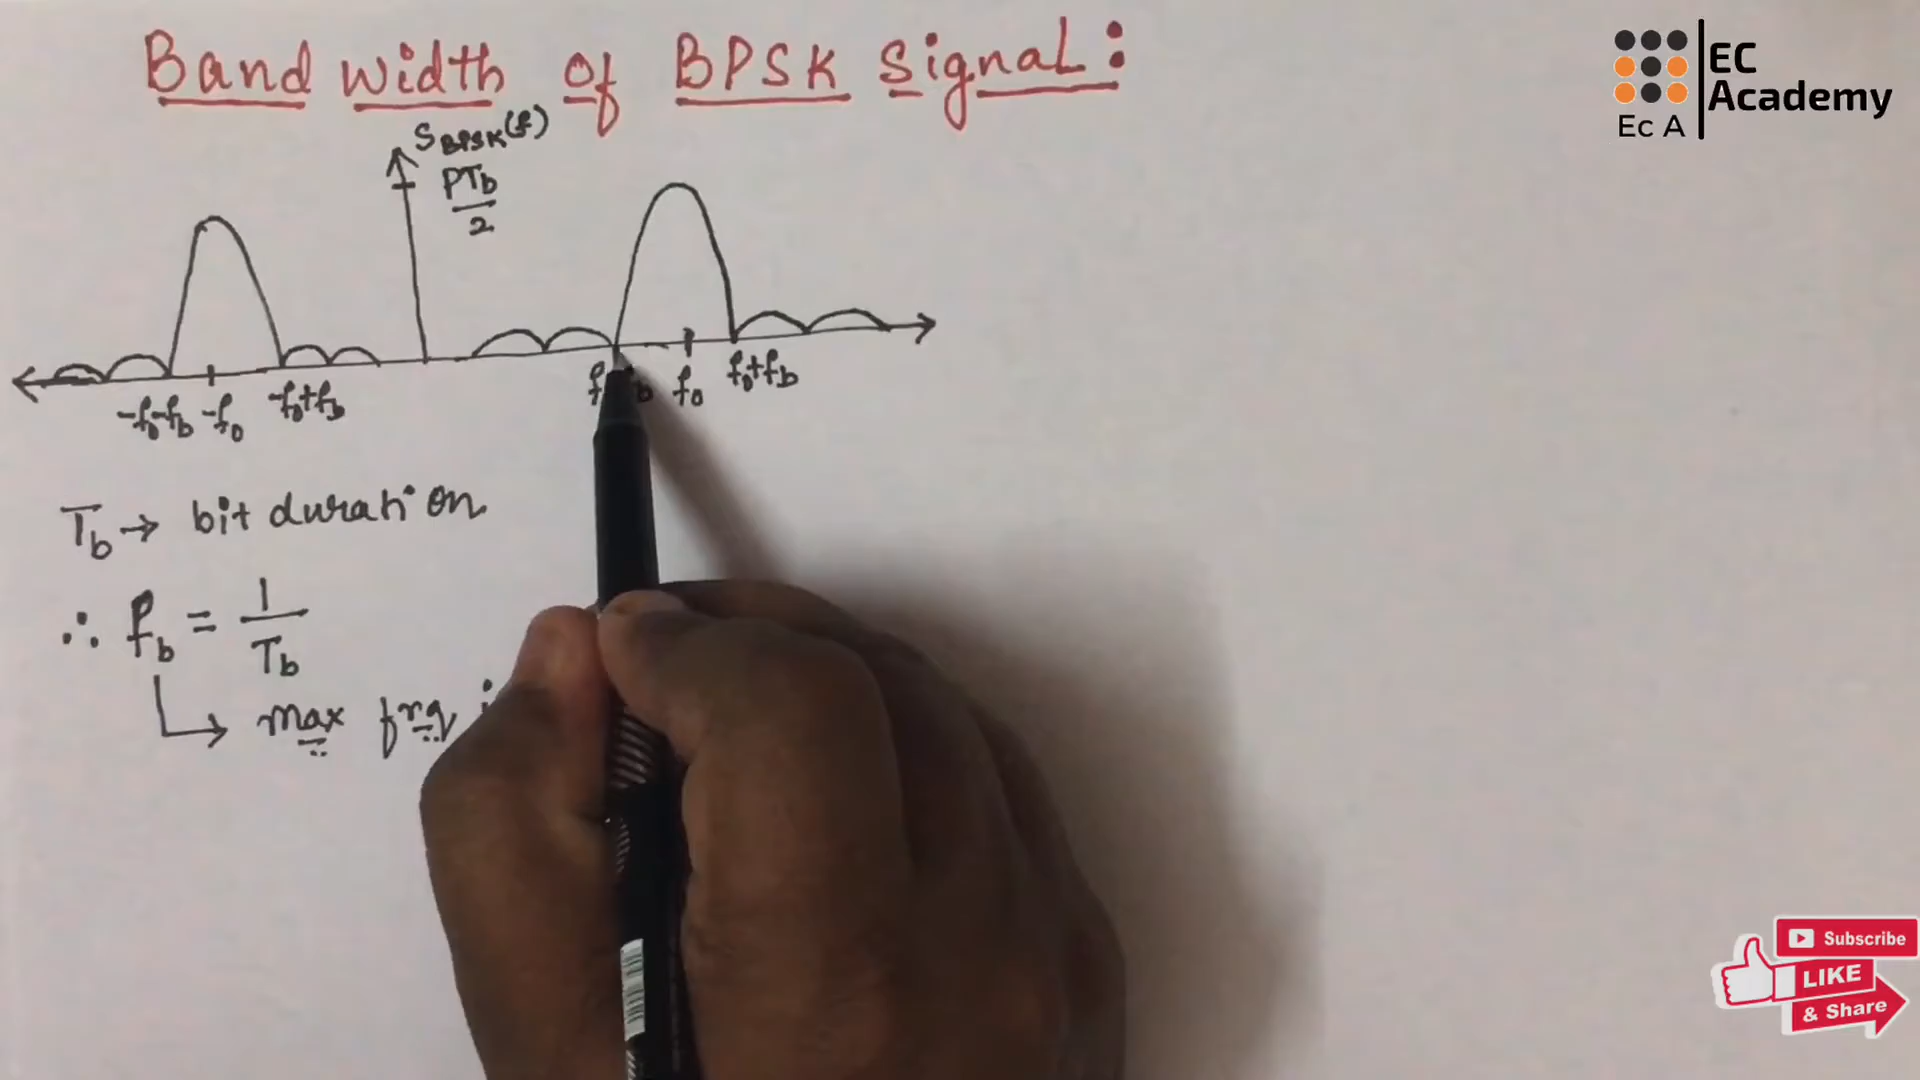 Band width of BPSK Signal:
S_BPSK(f)
PTb
2
-f0-fb -f0 -f0+fb f0 f0+fb
Tb → bit duration
∴ fb = 1
Tb
max frq
EC
Academy
Ec A
Subscribe
LIKE
& Share